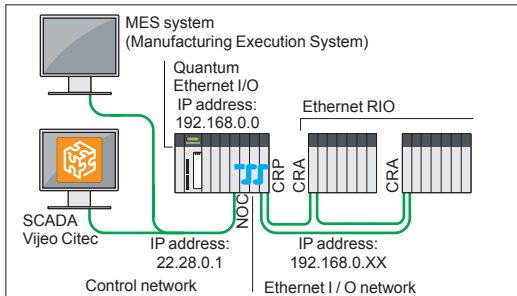 MES system
(Manufacturing Execution System)
Quantum
Ethernet I/O
IP address:
192.168.0.0
Ethernet RIO
NOC
CRP
CRA
CRA
SCADA
Vijeo Citec
IP address:
22.28.0.1
IP address:
192.168.0.XX
Control network
Ethernet I / O network